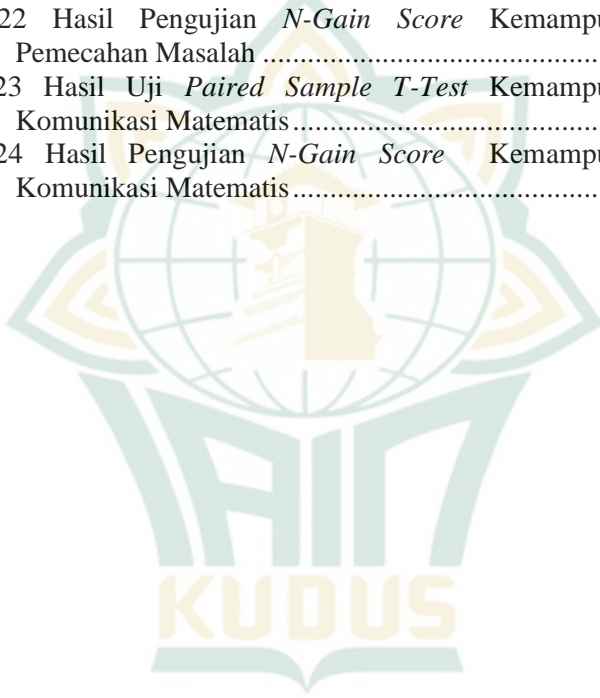 22 Hasil Pengujian N-Gain Score Kemampu
Pemecahan Masalah ............................................
23 Hasil Uji Paired Sample T-Test Kemampu
Komunikasi Matematis........................................
24 Hasil Pengujian N-Gain Score Kemampu
Komunikasi Matematis........................................
IAIN
KUDUS